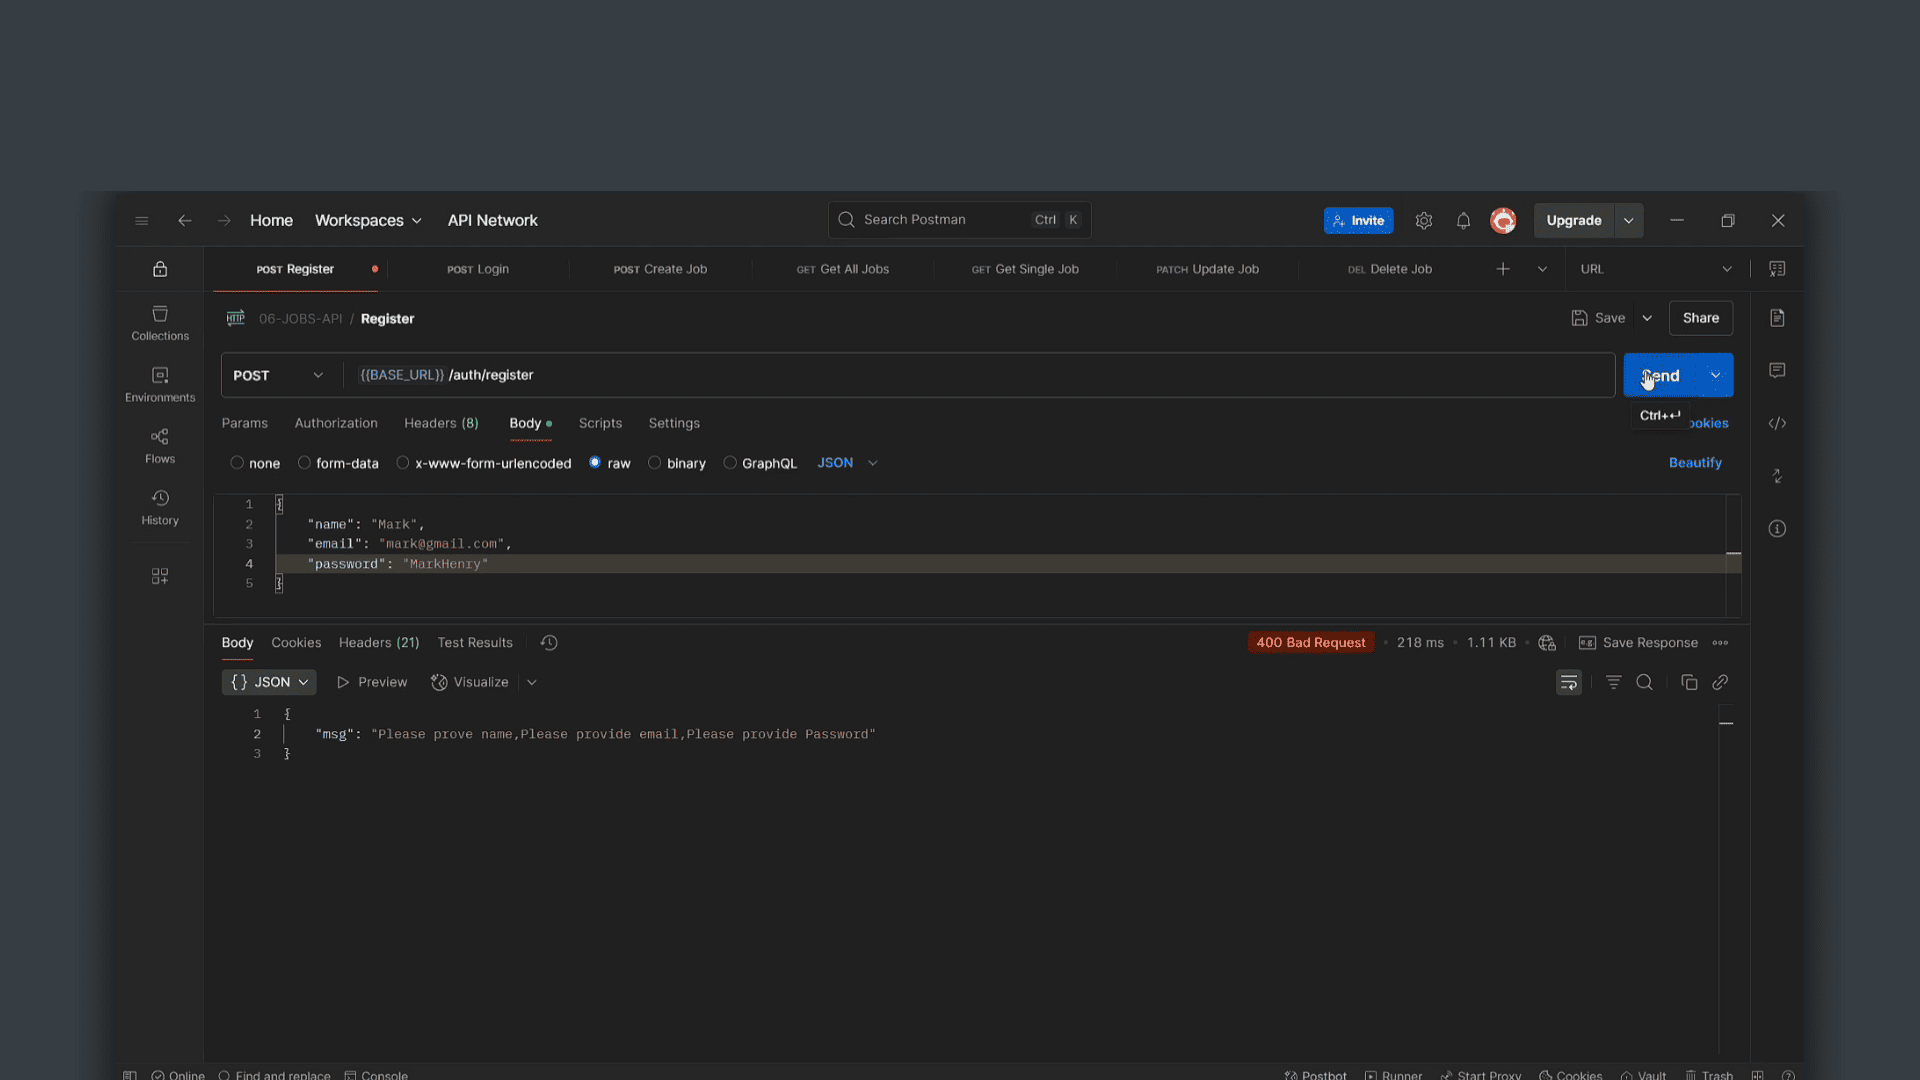 Home Workspaces API Network Search Postman Ctrl K Invite Upgrade
POST Register POST Login POST Create Job GET Get All Jobs GET Get Single Job PATCH Update Job DEL Delete Job URL
Collections
Environments
Flows
History
HTTP 06-JOBS-API / Register Save Share
POST {{BASE_URL}} /auth/register Send
Ctrl+↵
Params Authorization Headers (8) Body Scripts Settings ookies
none form-data x-www-form-urlencoded raw binary GraphQL JSON Beautify
1 {
2 "name": "Mark",
3 "email": "mark@gmail.com",
4 "password": "MarkHenry"
5 }
Body Cookies Headers (21) Test Results 400 Bad Request • 218 ms • 1.11 KB • e.g Save Response
{} JSON Preview Visualize
1 {
2 "msg": "Please prove name,Please provide email,Please provide Password"
3 }
Online Find and replace Console Postbot Runner Start Proxy Cookies Vault Trash